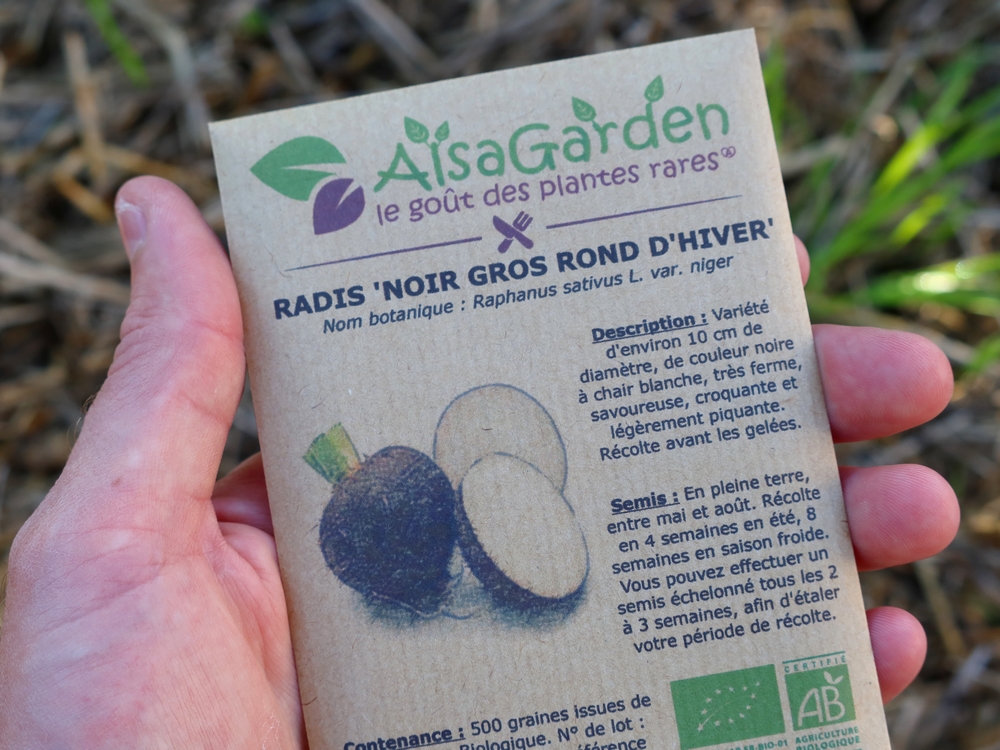 AlsaGarden
le goût des plantes rares
RADIS 'NOIR GROS ROND D'HIVER'
Nom botanique : Raphanus sativus L. var. niger
Description : Variété
d'environ 10 cm de
diamètre, de couleur noire
à chair blanche, très ferme,
savoureuse, croquante et
légèrement piquante.
Récolte avant les gelées.
Semis : En pleine terre,
entre mai et août. Récolte
en 4 semaines en été, 8
semaines en saison froide.
Vous pouvez effectuer un
semis échelonné tous les 2
à 3 semaines, afin d'étaler
votre période de récolte.
Contenance : 500 graines issues de
Biologique. N° de lot :
CERTIFIÉ
AB
AGRICULTURE
BIOLOGIQUE